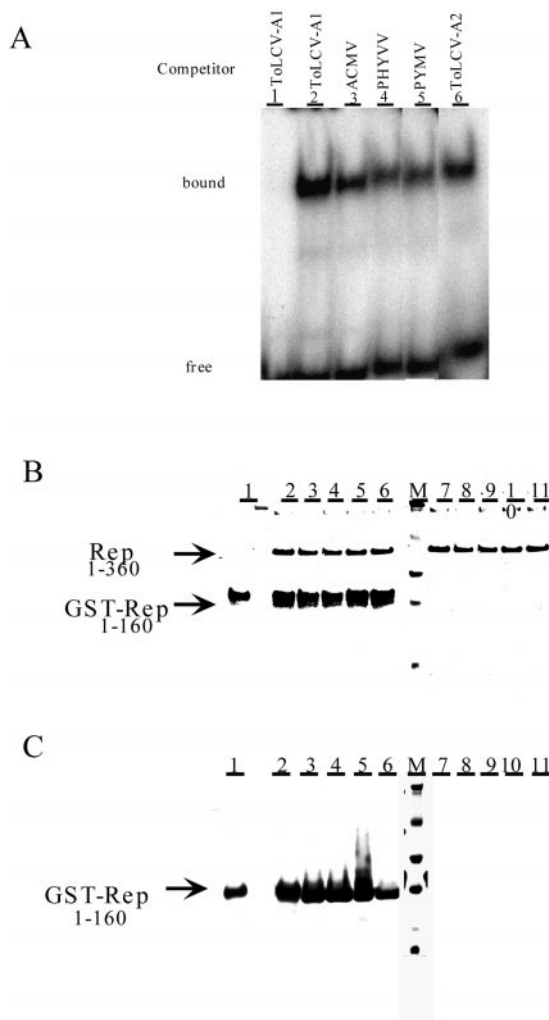 A
Competitor
1 ToLCV-A1
2 ToLCV-A1
3 ACMV
4 PHYVV
5 PYMV
6 ToLCV-A2
bound
free
B
1 2 3 4 5 6 M 7 8 9 10 11
Rep
1-360
GST-Rep
1-160
C
1 2 3 4 5 6 M 7 8 9 10 11
GST-Rep
1-160